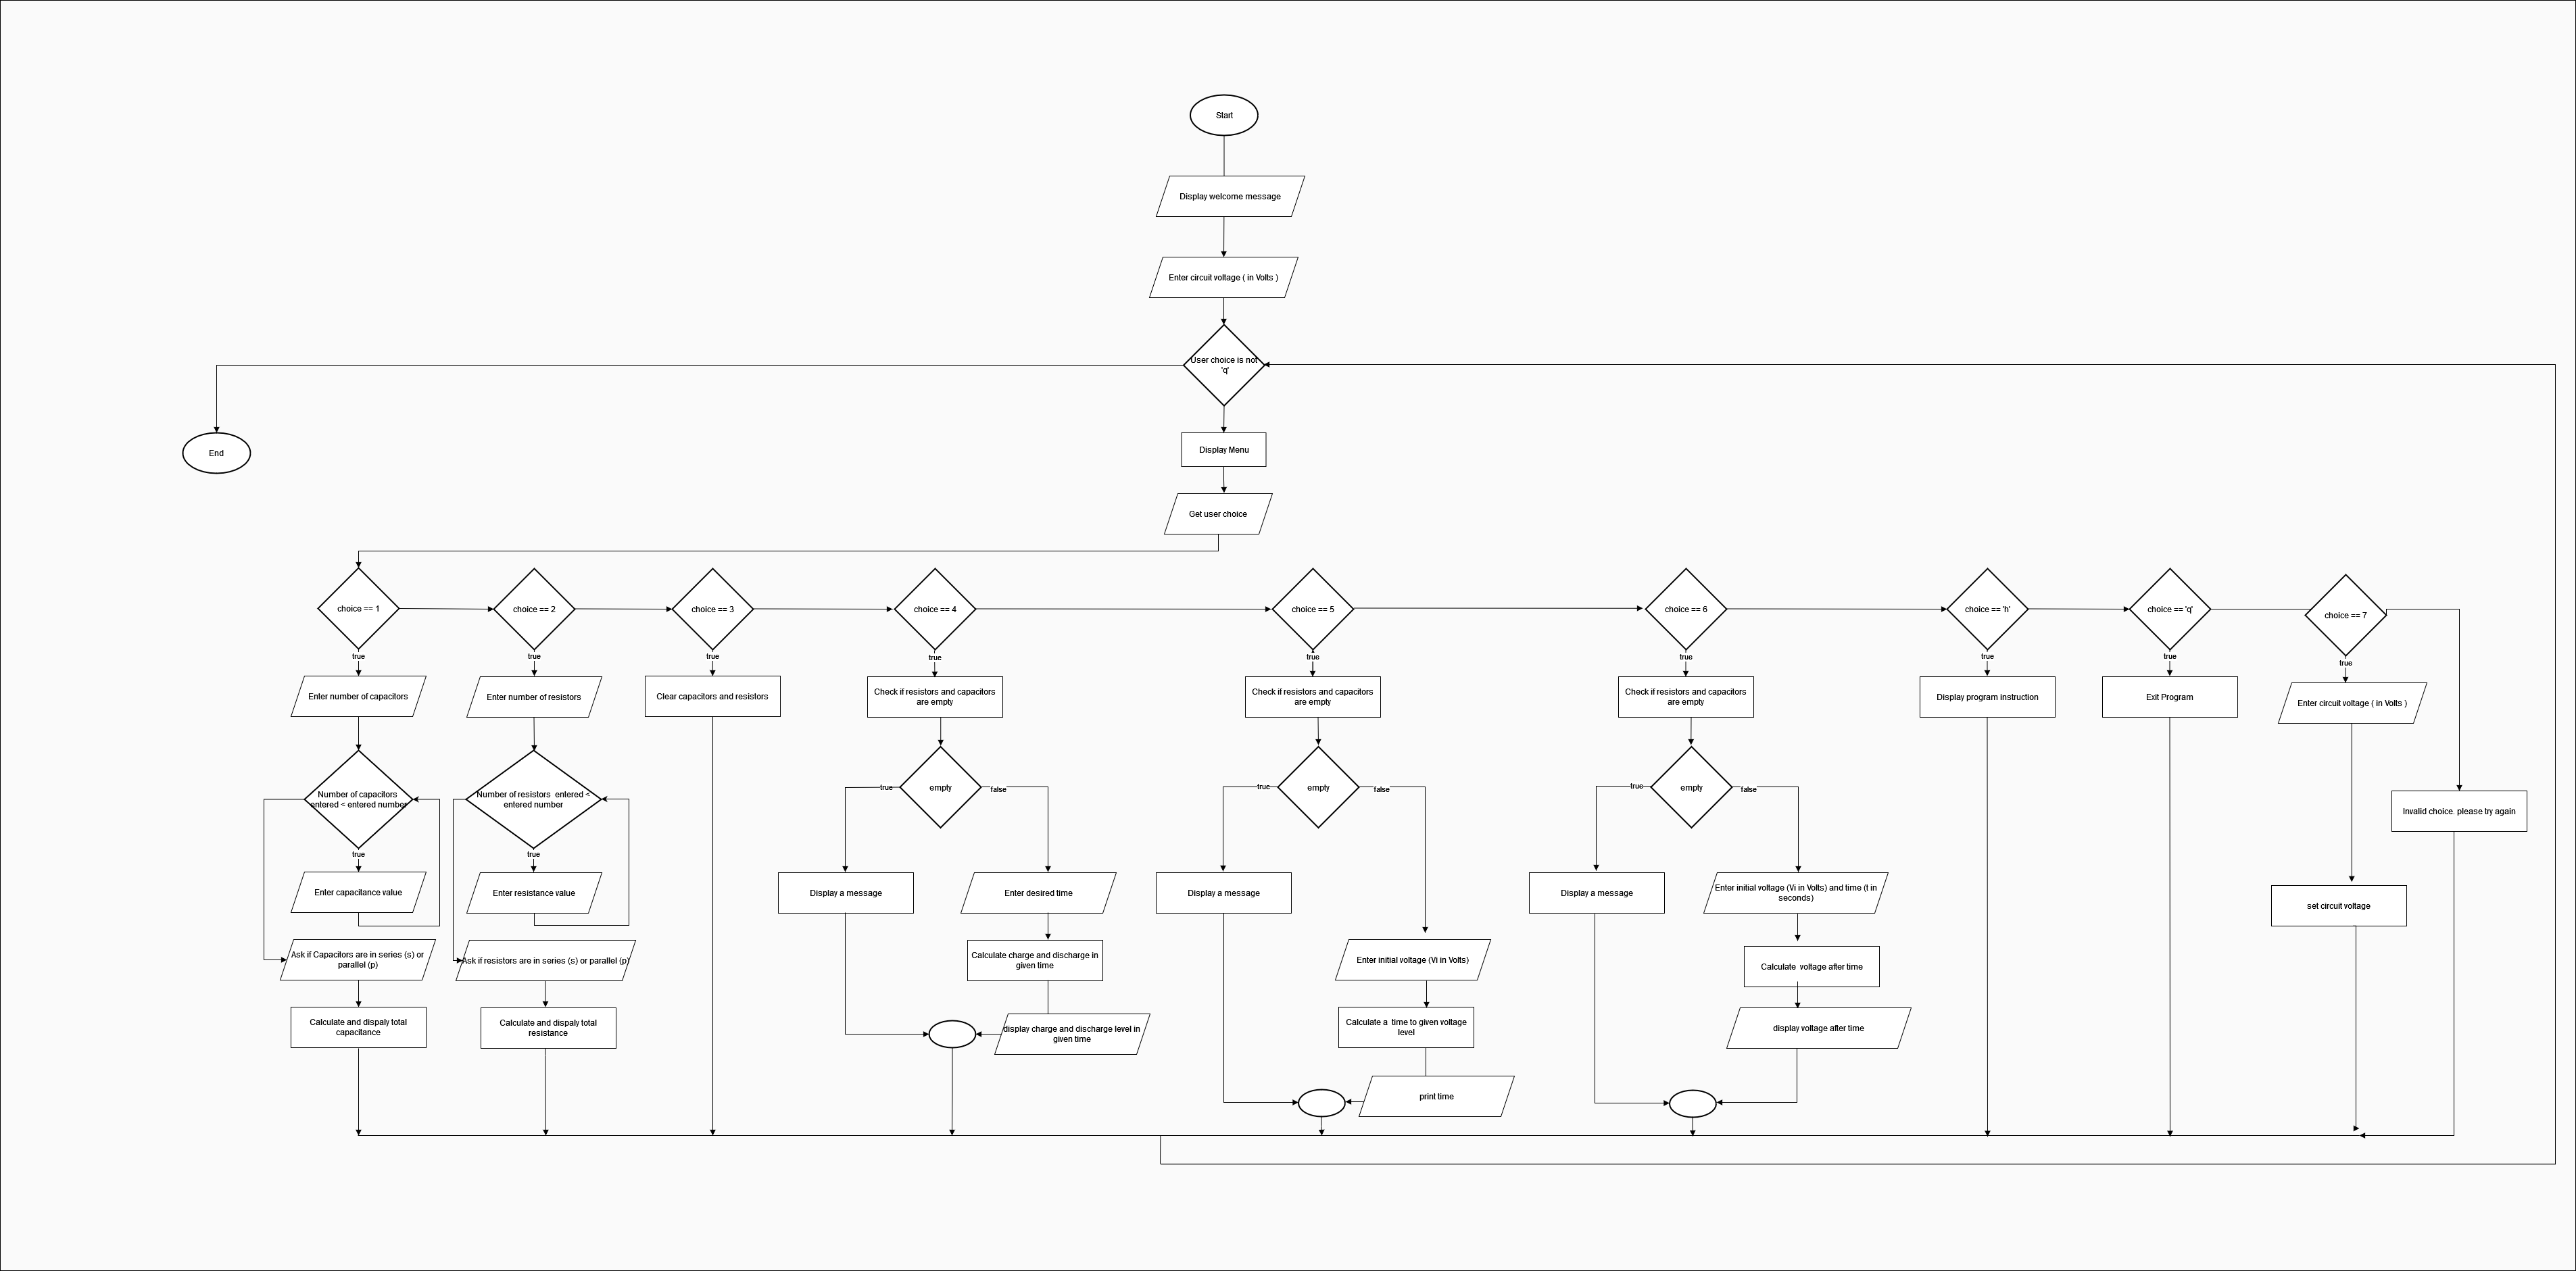 Start
Display welcome message
Enter circuit voltage ( in Volts )
User choice is not
'q'
End
Display Menu
Get user choice
choice == 1
choice == 2
choice == 3
choice == 4
choice == 5
choice == 6
choice == 'h'
choice == 'q'
choice == 7
true
true
true
true
true
true
true
true
true
Enter number of capacitors
Enter number of resistors
Clear capacitors and resistors
Check if resistors and capacitors
are empty
Check if resistors and capacitors
are empty
Check if resistors and capacitors
are empty
Display program instruction
Exit Program
Enter circuit voltage ( in Volts )
Number of capacitors
entered < entered number
Number of resistors  entered <
entered number
true
empty
false
true
empty
false
true
empty
false
Invalid choice. please try again
true
true
Enter capacitance value
Enter resistance value
Display a message
Enter desired time
Display a message
Display a message
Enter initial voltage (Vi in Volts) and time (t in
seconds)
set circuit voltage
Ask if Capacitors are in series (s) or
parallel (p)
Ask if resistors are in series (s) or parallel (p)
Calculate charge and discharge in
given time
Enter initial voltage (Vi in Volts)
Calculate  voltage after time
Calculate and dispaly total
capacitance
Calculate and dispaly total
resistance
display charge and discharge level in
given time
Calculate a  time to given voltage
level
display voltage after time
print time